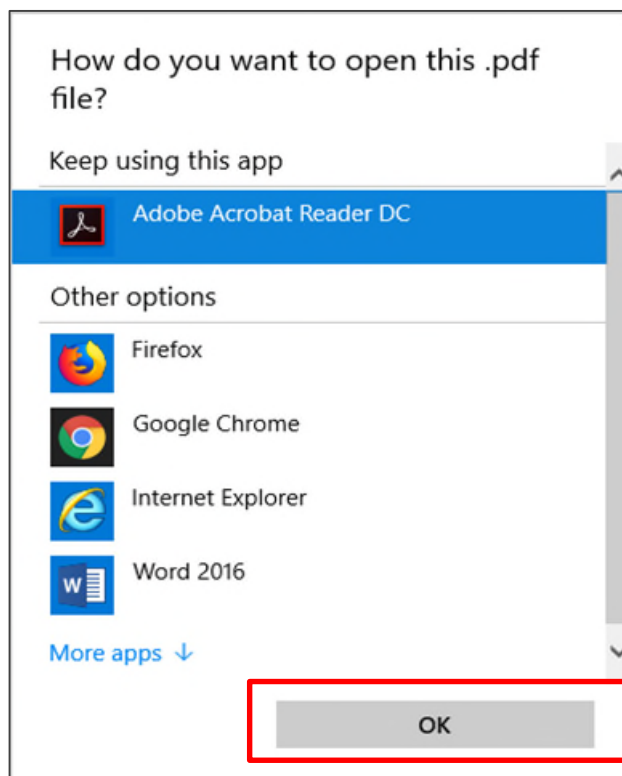 How do you want to open this .pdf
file?
Keep using this app
Adobe Acrobat Reader DC
Other options
Firefox
Google Chrome
Internet Explorer
W
Word 2016
More apps ↓
OK